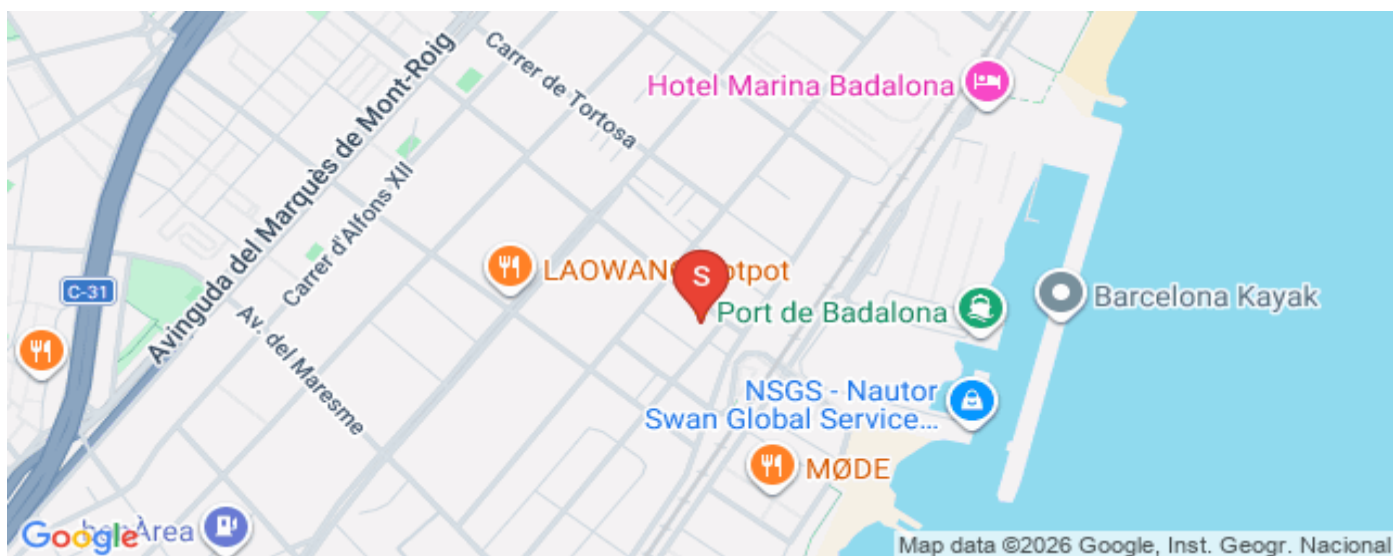 Avinguda del Marquès de Mont-Roig
Carrer de Tortosa
Hotel Marina Badalona
Carrer d'Alfons XII
LAOWANG
otpot
S
C-31
Port de Badalona
Barcelona Kayak
Av. del Maresme
NSGS - Nautor
Swan Global Service...
MØDE
Àrea
Google
Map data ©2026 Google, Inst. Geogr. Nacional